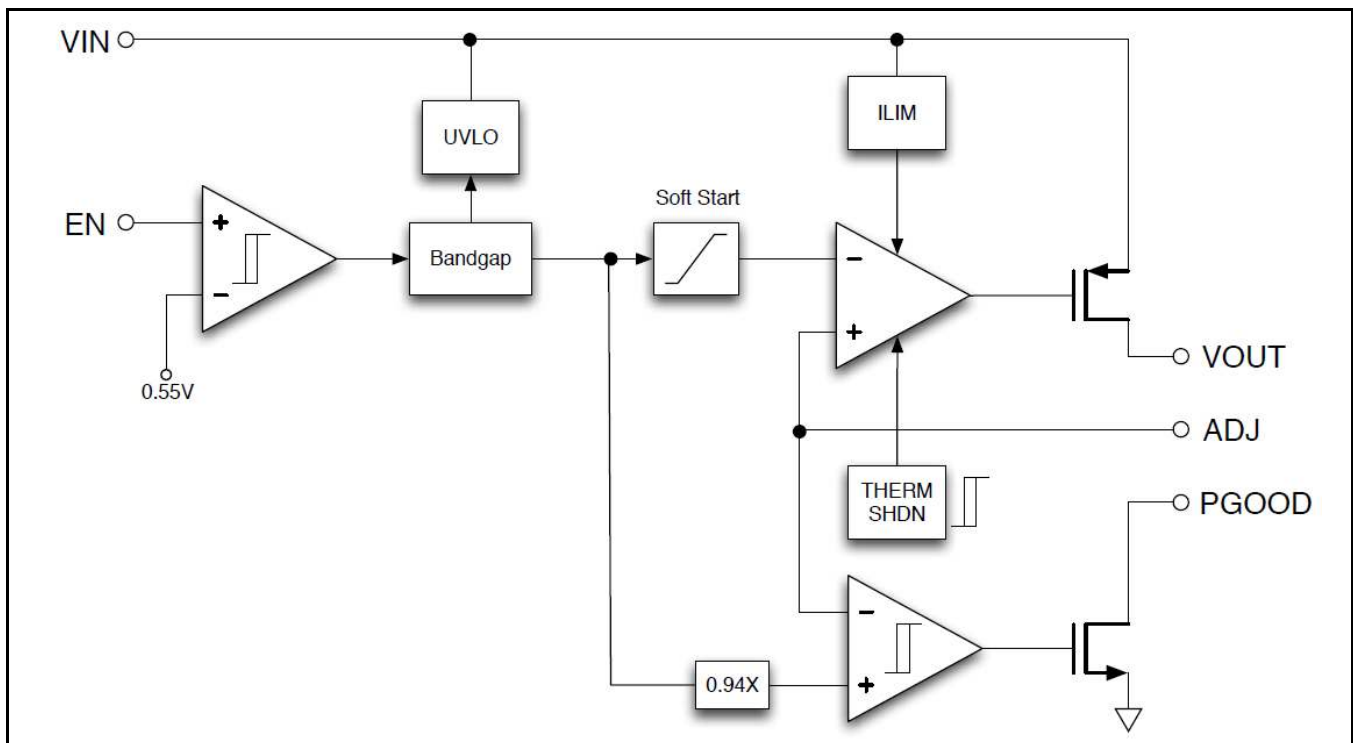 VIN
UVLO
ILIM
Soft Start
EN
+
−
Bandgap
−
+
0.55V
VOUT
ADJ
THERM
SHDN
PGOOD
−
+
0.94X